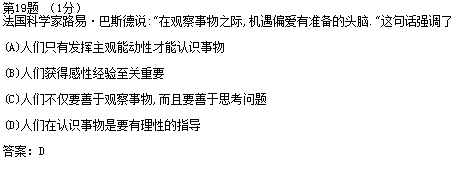 第19题 （1分）
法国科学家路易·巴斯德说:"在观察事物之际,机遇偏爱有准备的头脑."这句话强调了
(A)人们只有发挥主观能动性才能认识事物
(B)人们获得感性经验至关重要
(C)人们不仅要善于观察事物,而且要善于思考问题
(D)人们在认识事物是要有理性的指导
答案: D